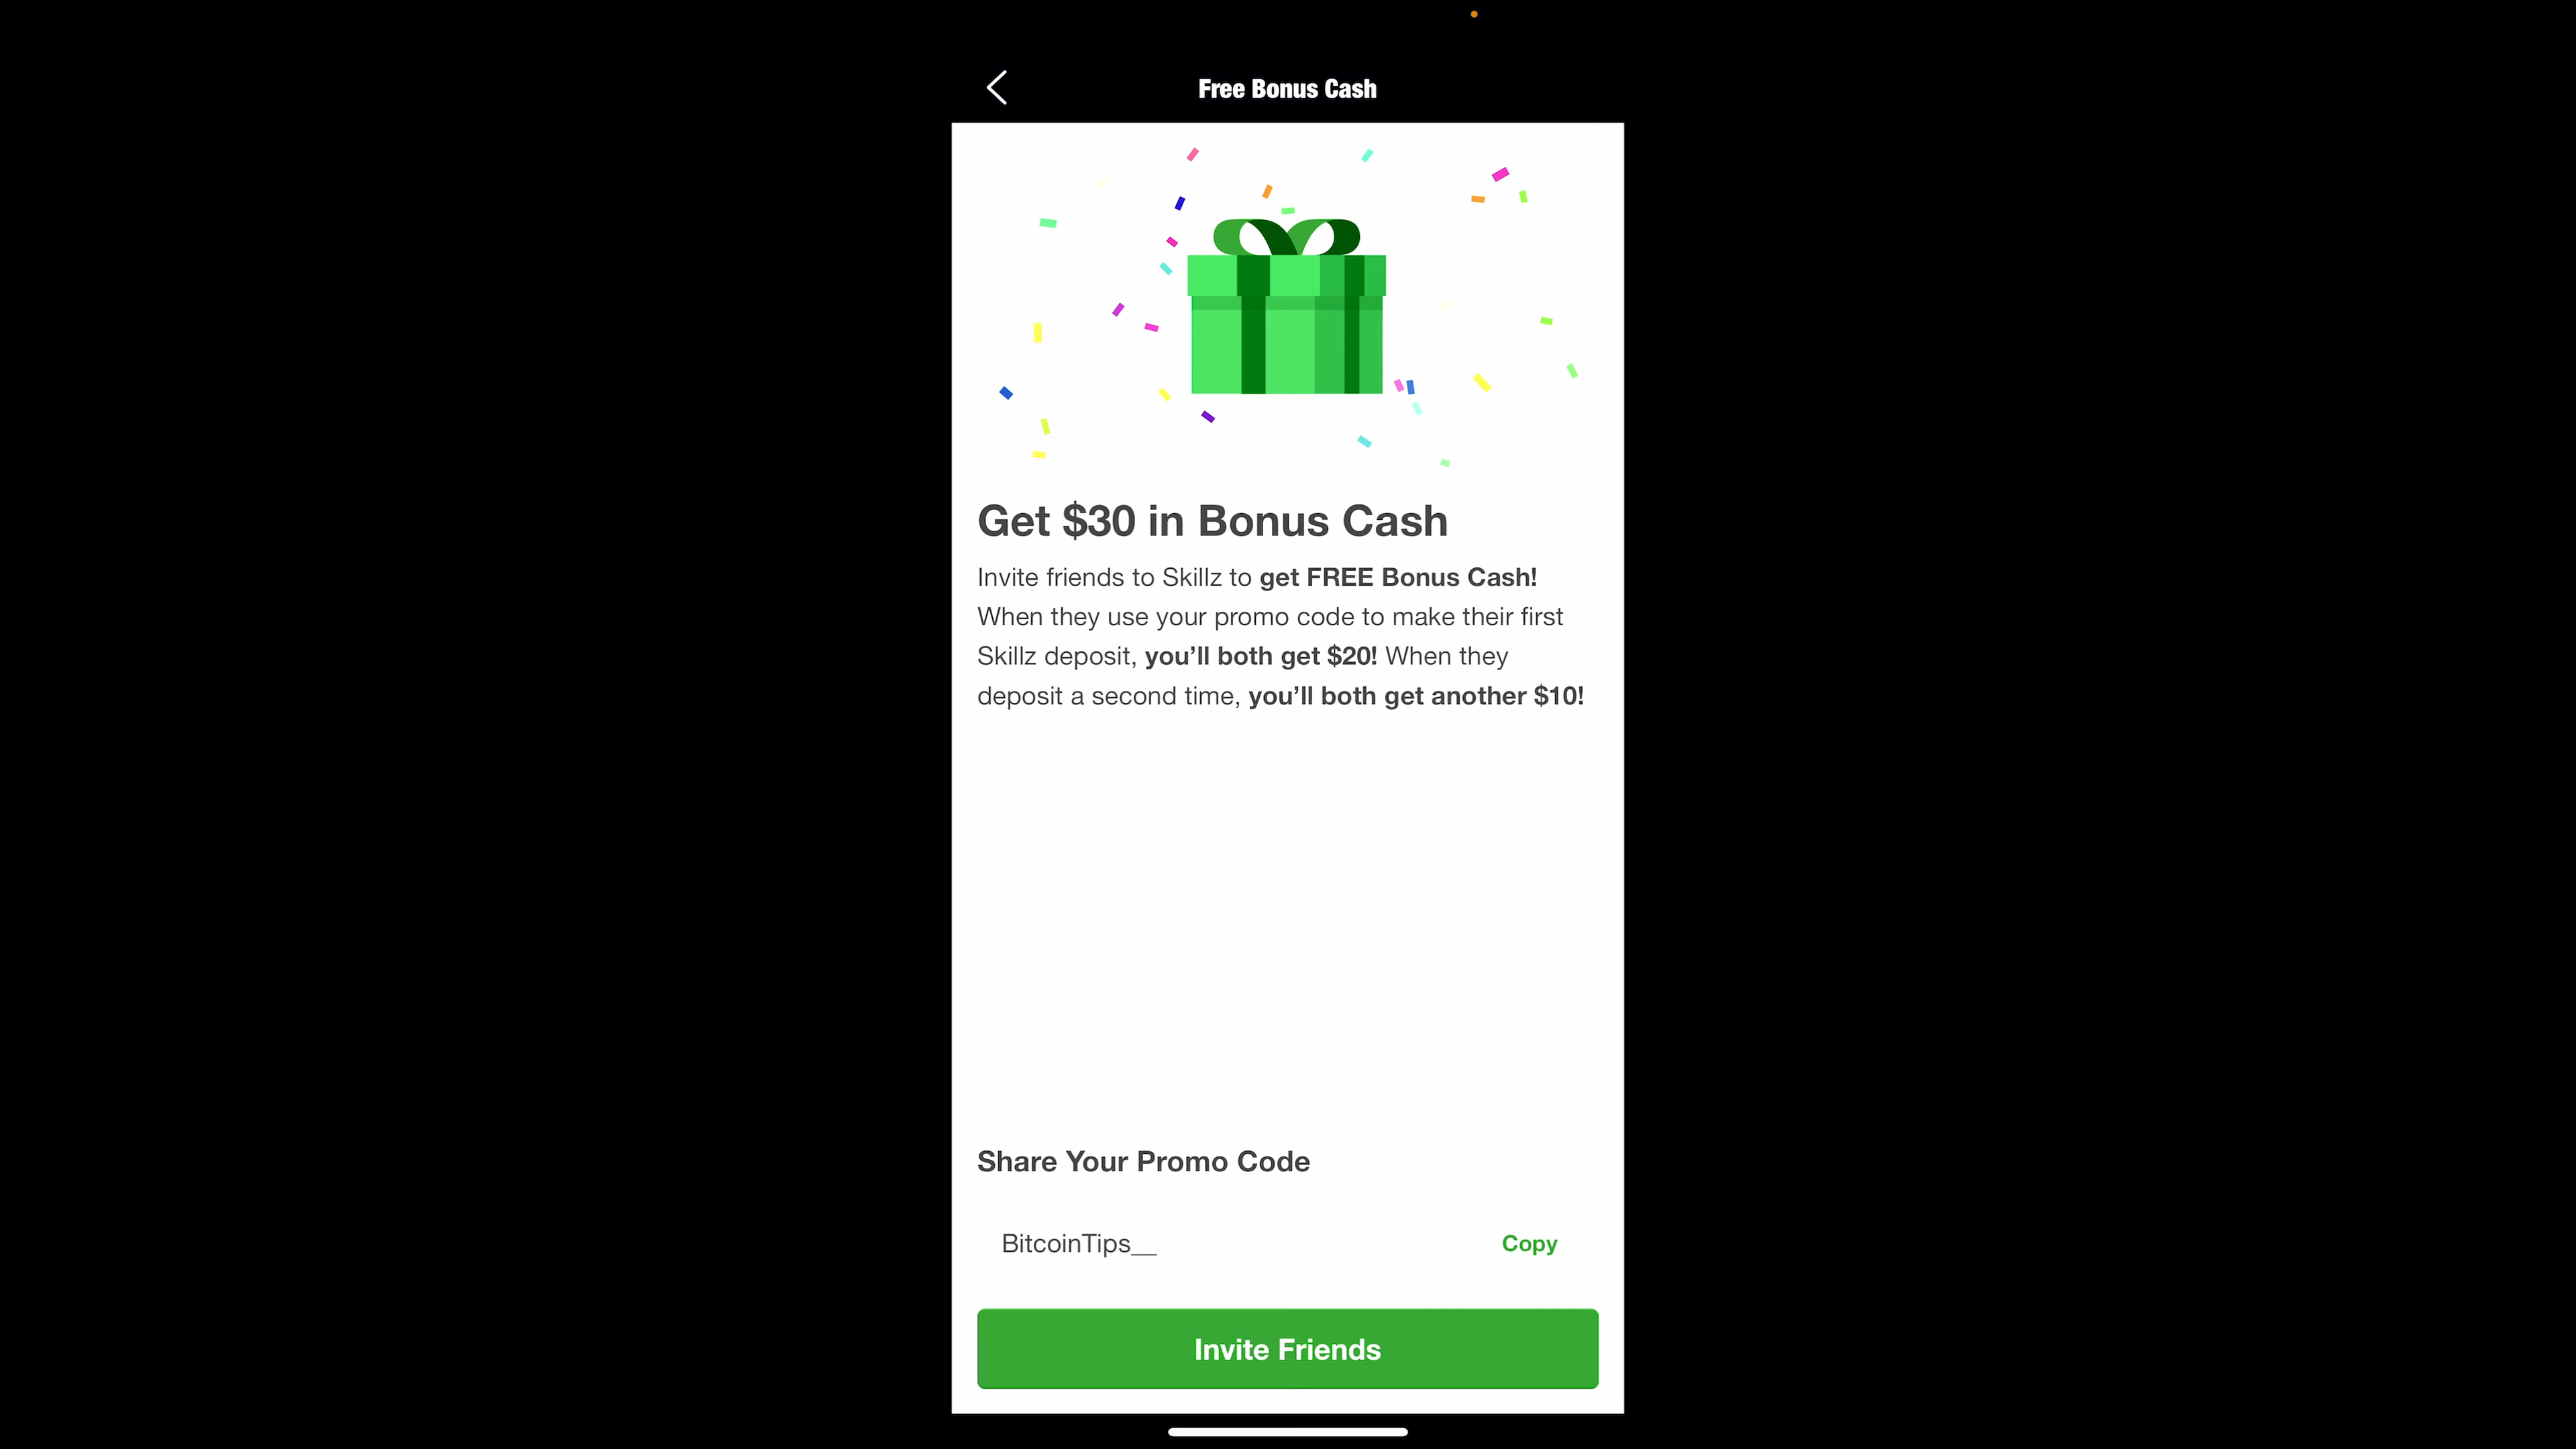 Free Bonus Cash
Get $30 in Bonus Cash
Invite friends to Skillz to get FREE Bonus Cash!
When they use your promo code to make their first
Skillz deposit, you’ll both get $20! When they
deposit a second time, you’ll both get another $10!
Share Your Promo Code
BitcoinTips__ Copy
Invite Friends